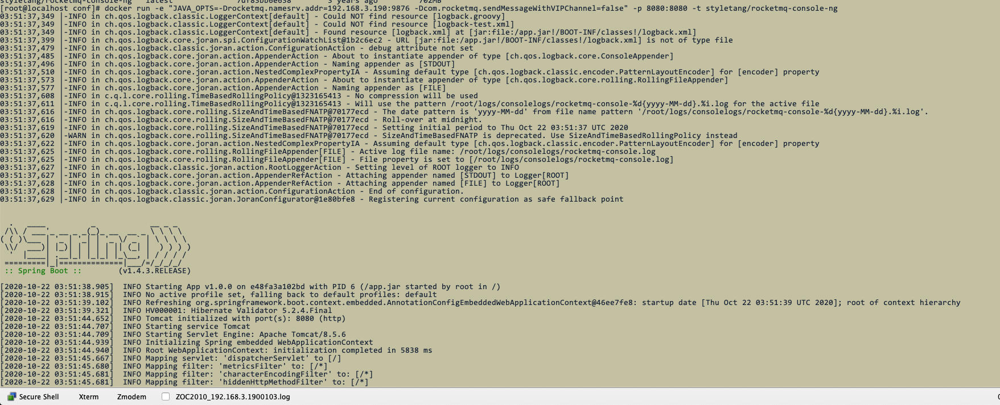 styletang/rocketmq-console-ng   latest              7df83bb6e638        3 years ago         702MB
[root@localhost conf]# docker run -e "JAVA_OPTS=-Drocketmq.namesrv.addr=192.168.3.190:9876 -Dcom.rocketmq.sendMessageWithVIPChannel=false" -p 8080:8080 -t styletang/rocketmq-console-ng
03:51:37,349 |-INFO in ch.qos.logback.classic.LoggerContext[default] - Could NOT find resource [logback.groovy]
03:51:37,349 |-INFO in ch.qos.logback.classic.LoggerContext[default] - Could NOT find resource [logback-test.xml]
03:51:37,349 |-INFO in ch.qos.logback.classic.LoggerContext[default] - Found resource [logback.xml] at [jar:file:/app.jar!/BOOT-INF/classes!/logback.xml]
03:51:37,399 |-INFO in ch.qos.logback.core.joran.spi.ConfigurationWatchList@1b2c6ec2 - URL [jar:file:/app.jar!/BOOT-INF/classes!/logback.xml] is not of type file
03:51:37,479 |-INFO in ch.qos.logback.classic.joran.action.ConfigurationAction - debug attribute not set
03:51:37,485 |-INFO in ch.qos.logback.core.joran.action.AppenderAction - About to instantiate appender of type [ch.qos.logback.core.ConsoleAppender]
03:51:37,496 |-INFO in ch.qos.logback.core.joran.action.AppenderAction - Naming appender as [STDOUT]
03:51:37,510 |-INFO in ch.qos.logback.core.joran.action.NestedComplexPropertyIA - Assuming default type [ch.qos.logback.classic.encoder.PatternLayoutEncoder] for [encoder] property
03:51:37,573 |-INFO in ch.qos.logback.core.joran.action.AppenderAction - About to instantiate appender of type [ch.qos.logback.core.rolling.RollingFileAppender]
03:51:37,577 |-INFO in ch.qos.logback.core.joran.action.AppenderAction - Naming appender as [FILE]
03:51:37,608 |-INFO in c.q.l.core.rolling.TimeBasedRollingPolicy@1323165413 - No compression will be used
03:51:37,611 |-INFO in c.q.l.core.rolling.TimeBasedRollingPolicy@1323165413 - Will use the pattern /root/logs/consolelogs/rocketmq-console-%d{yyyy-MM-dd}.%i.log for the active file
03:51:37,616 |-INFO in ch.qos.logback.core.rolling.SizeAndTimeBasedFNATP@70177ecd - The date pattern is 'yyyy-MM-dd' from file name pattern '/root/logs/consolelogs/rocketmq-console-%d{yyyy-MM-dd}.%i.log'.
03:51:37,616 |-INFO in ch.qos.logback.core.rolling.SizeAndTimeBasedFNATP@70177ecd - Roll-over at midnight.
03:51:37,619 |-INFO in ch.qos.logback.core.rolling.SizeAndTimeBasedFNATP@70177ecd - Setting initial period to Thu Oct 22 03:51:37 UTC 2020
03:51:37,620 |-WARN in ch.qos.logback.core.rolling.SizeAndTimeBasedFNATP@70177ecd - SizeAndTimeBasedFNATP is deprecated. Use SizeAndTimeBasedRollingPolicy instead
03:51:37,622 |-INFO in ch.qos.logback.core.joran.action.NestedComplexPropertyIA - Assuming default type [ch.qos.logback.classic.encoder.PatternLayoutEncoder] for [encoder] property
03:51:37,625 |-INFO in ch.qos.logback.core.rolling.RollingFileAppender[FILE] - Active log file name: /root/logs/consolelogs/rocketmq-console.log
03:51:37,625 |-INFO in ch.qos.logback.core.rolling.RollingFileAppender[FILE] - File property is set to [/root/logs/consolelogs/rocketmq-console.log]
03:51:37,627 |-INFO in ch.qos.logback.classic.joran.action.RootLoggerAction - Setting level of ROOT logger to INFO
03:51:37,627 |-INFO in ch.qos.logback.core.joran.action.AppenderRefAction - Attaching appender named [STDOUT] to Logger[ROOT]
03:51:37,628 |-INFO in ch.qos.logback.core.joran.action.AppenderRefAction - Attaching appender named [FILE] to Logger[ROOT]
03:51:37,628 |-INFO in ch.qos.logback.classic.joran.action.ConfigurationAction - End of configuration.
03:51:37,629 |-INFO in ch.qos.logback.classic.joran.JoranConfigurator@1e80bfe8 - Registering current configuration as safe fallback point
:: Spring Boot ::        (v1.4.3.RELEASE)
[2020-10-22 03:51:38.905]  INFO Starting App v1.0.0 on e48fa3a102bd with PID 6 (/app.jar started by root in /)
[2020-10-22 03:51:38.915]  INFO No active profile set, falling back to default profiles: default
[2020-10-22 03:51:39.102]  INFO Refreshing org.springframework.boot.context.embedded.AnnotationConfigEmbeddedWebApplicationContext@46ee7fe8: startup date [Thu Oct 22 03:51:39 UTC 2020]; root of context hierarchy
[2020-10-22 03:51:39.321]  INFO HV000001: Hibernate Validator 5.2.4.Final
[2020-10-22 03:51:44.652]  INFO Tomcat initialized with port(s): 8080 (http)
[2020-10-22 03:51:44.707]  INFO Starting service Tomcat
[2020-10-22 03:51:44.709]  INFO Starting Servlet Engine: Apache Tomcat/8.5.6
[2020-10-22 03:51:44.939]  INFO Initializing Spring embedded WebApplicationContext
[2020-10-22 03:51:44.940]  INFO Root WebApplicationContext: initialization completed in 5838 ms
[2020-10-22 03:51:45.667]  INFO Mapping servlet: 'dispatcherServlet' to [/]
[2020-10-22 03:51:45.680]  INFO Mapping filter: 'metricsFilter' to: [/*]
[2020-10-22 03:51:45.681]  INFO Mapping filter: 'characterEncodingFilter' to: [/*]
[2020-10-22 03:51:45.681]  INFO Mapping filter: 'hiddenHttpMethodFilter' to: [/*]
Secure Shell   Xterm   Zmodem   ZOC2010_192.168.3.1900103.log